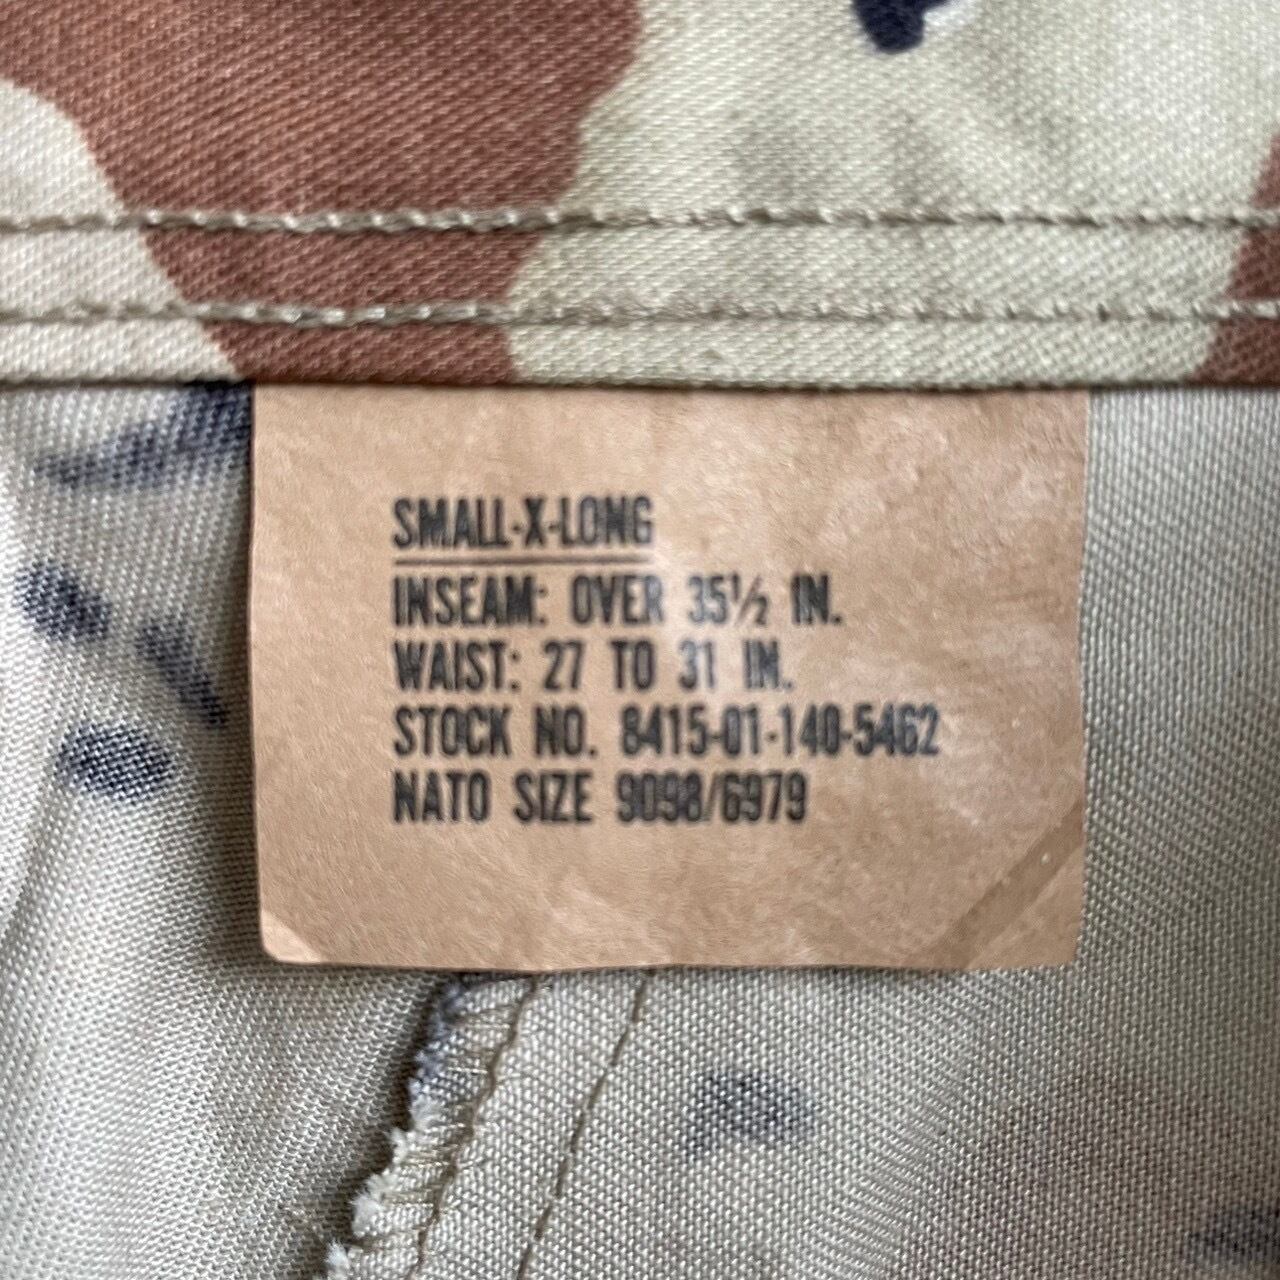 SMALL-X-LONG
INSEAM: OVER 35½ IN.
WAIST: 27 TO 31 IN.
STOCK NO. 8415-01-140-5462
NATO SIZE 9098/6979